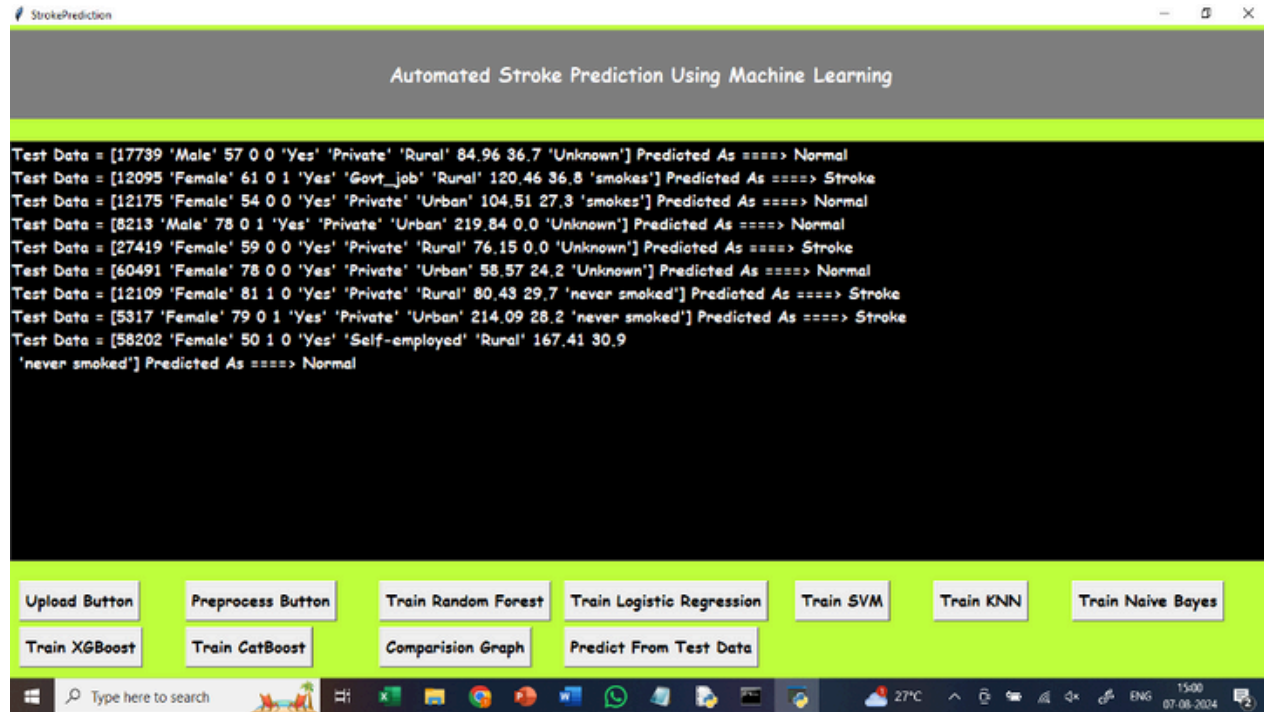 StrokePrediction
Automated Stroke Prediction Using Machine Learning
Test Data = [17739 'Male' 57 0 0 'Yes' 'Private' 'Rural' 84.96 36.7 'Unknown'] Predicted As ====> Normal
Test Data = [12095 'Female' 61 0 1 'Yes' 'Govt_job' 'Rural' 120.46 36.8 'smokes'] Predicted As ====> Stroke
Test Data = [12175 'Female' 54 0 0 'Yes' 'Private' 'Urban' 104.51 27.3 'smokes'] Predicted As ====> Normal
Test Data = [8213 'Male' 78 0 1 'Yes' 'Private' 'Urban' 219.84 0.0 'Unknown'] Predicted As ====> Normal
Test Data = [27419 'Female' 59 0 0 'Yes' 'Private' 'Rural' 76.15 0.0 'Unknown'] Predicted As ====> Stroke
Test Data = [60491 'Female' 78 0 0 'Yes' 'Private' 'Urban' 58.57 24.2 'Unknown'] Predicted As ====> Normal
Test Data = [12109 'Female' 81 1 0 'Yes' 'Private' 'Rural' 80.43 29.7 'never smoked'] Predicted As ====> Stroke
Test Data = [5317 'Female' 79 0 1 'Yes' 'Private' 'Urban' 214.09 28.2 'never smoked'] Predicted As ====> Stroke
Test Data = [58202 'Female' 50 1 0 'Yes' 'Self-employed' 'Rural' 167.41 30.9
'never smoked'] Predicted As ====> Normal
Upload Button Preprocess Button Train Random Forest Train Logistic Regression Train SVM Train KNN Train Naive Bayes
Train XGBoost Train CatBoost Comparision Graph Predict From Test Data
Type here to search 27°C ENG 15:00
07-08-2024